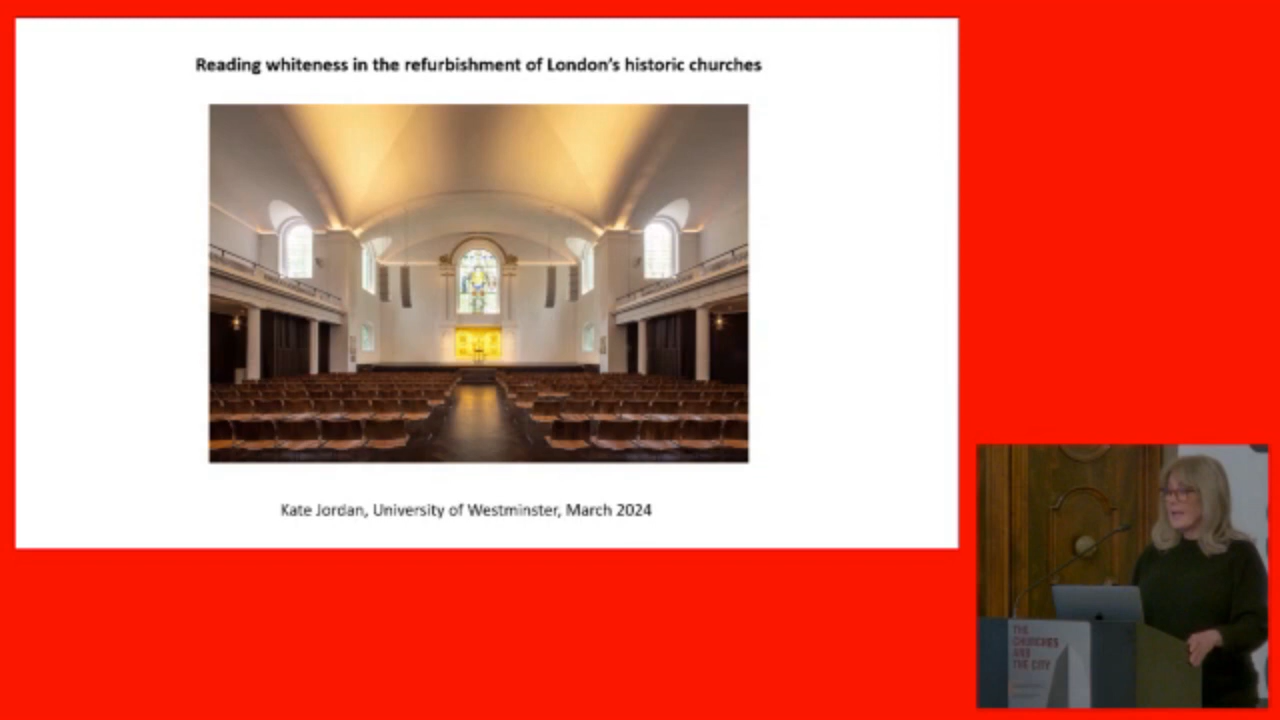 Reading whiteness in the refurbishment of London's historic churches
Kate Jordan, University of Westminster, March 2024
THE
CHURCHES
AND
THE CITY